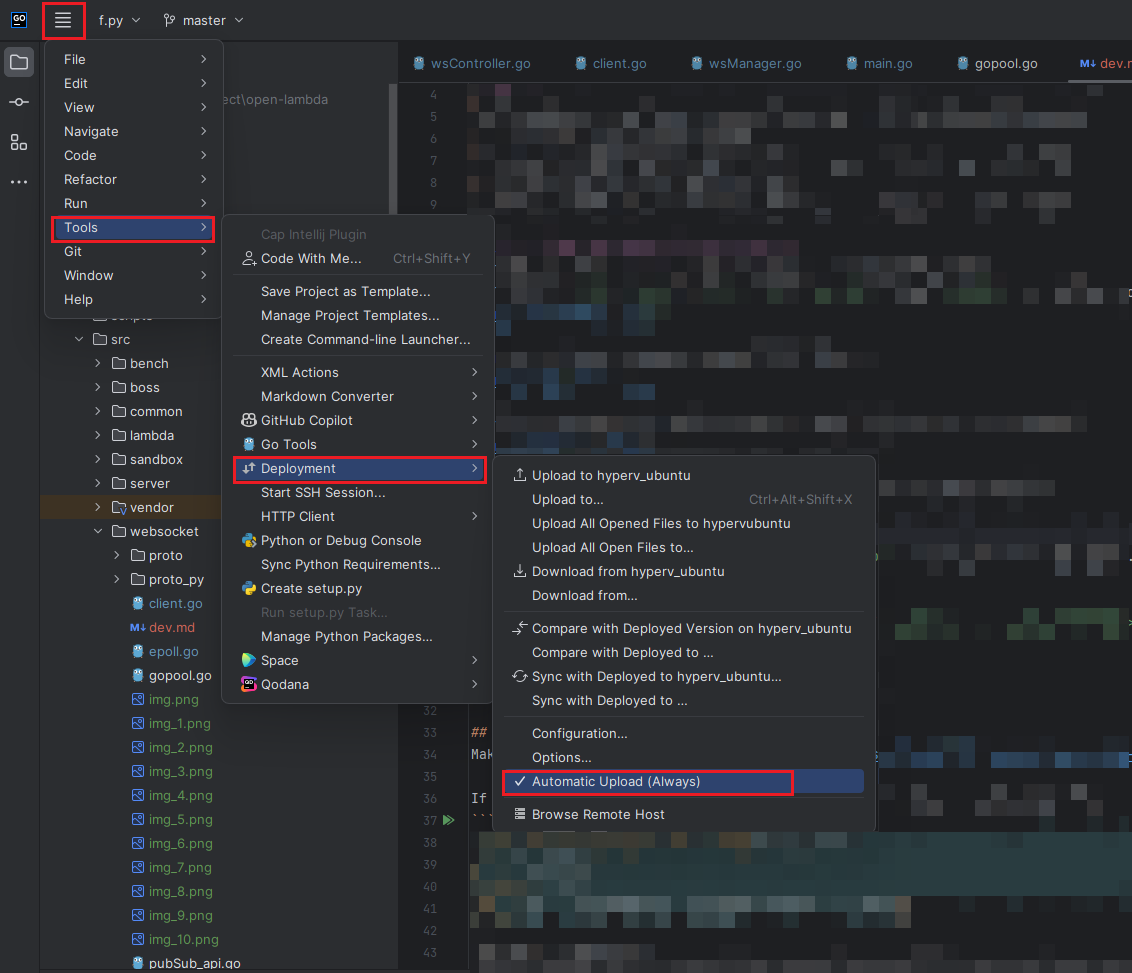 GO
f.py
master
File
Edit
View
Navigate
Code
Refactor
Run
Tools
Git
Window
Help
ect\open-lambda
wsController.go
client.go
wsManager.go
main.go
gopool.go
M↓ dev.m
4
5
6
7
8
9
Cap Intellij Plugin
Code With Me... Ctrl+Shift+Y
Save Project as Template...
Manage Project Templates...
Create Command-line Launcher...
XML Actions
Markdown Converter
GitHub Copilot
Go Tools
Deployment
Start SSH Session...
HTTP Client
Python or Debug Console
Sync Python Requirements...
Create setup.py
Run setup.py Task...
Manage Python Packages...
Space
Qodana
Upload to hyperv_ubuntu
Upload to... Ctrl+Alt+Shift+X
Upload All Opened Files to hypervubuntu
Upload All Open Files to...
Download from hyperv_ubuntu
Download from...
Compare with Deployed Version on hyperv_ubuntu
Compare with Deployed to ...
Sync with Deployed to hyperv_ubuntu...
Sync with Deployed to ...
Configuration...
Options...
Automatic Upload (Always)
Browse Remote Host
src
bench
boss
common
lambda
sandbox
server
vendor
websocket
proto
proto_py
client.go
M↓ dev.md
epoll.go
gopool.go
img.png
img_1.png
img_2.png
img_3.png
img_4.png
img_5.png
img_6.png
img_7.png
img_8.png
img_9.png
img_10.png
pubSub_api.go
32
33 ##
34 Mak
35
36 If
37 ```
38
39
40
41
42
43